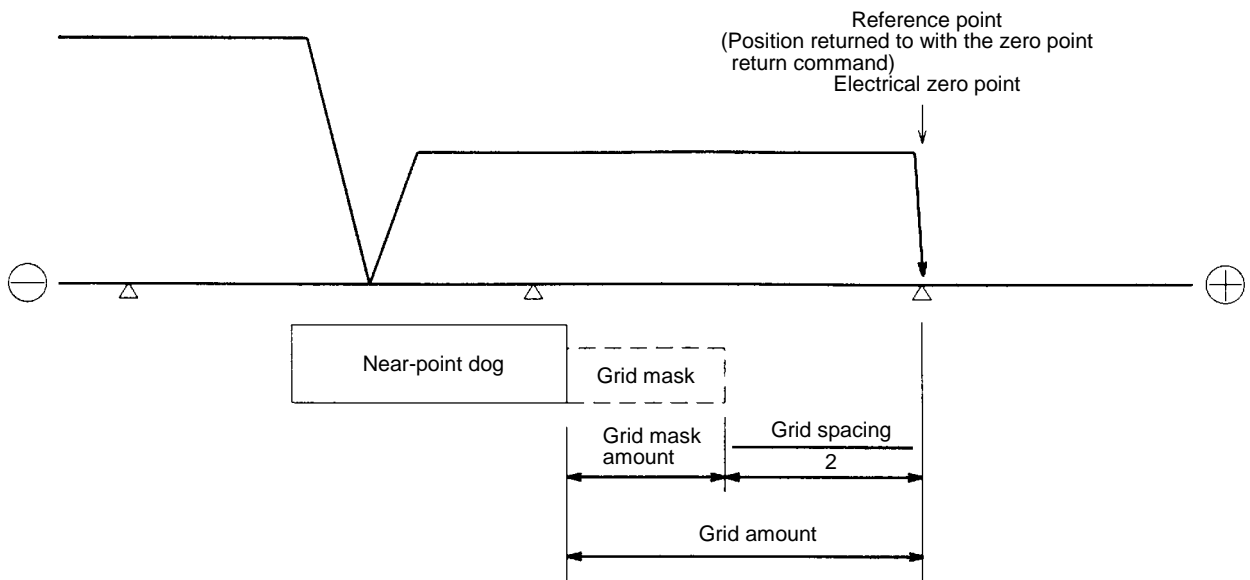 Reference point
(Position returned to with the zero point
return command)
Electrical zero point
Near-point dog
Grid mask
Grid mask
amount
Grid spacing
2
Grid amount